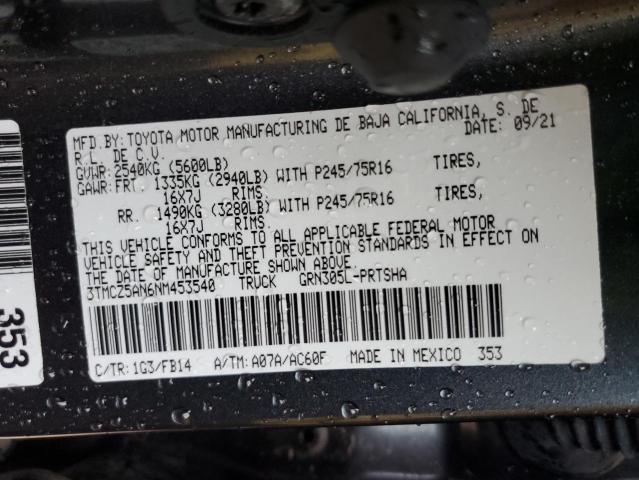 MFD.BY:TOYOTA MOTOR MANUFACTURING DE BAJA CALIFORNIA, S. DE
R.L. DE C.V. DATE: 09/21
GVWR:2540KG (5600LB)
GAWR:FRT. 1335KG (2940LB) WITH P245/75R16 TIRES,
16X7J RIMS.
RR. 1490KG (3280LB) WITH P245/75R16 TIRES,
16X7J RIMS.
THIS VEHICLE CONFORMS TO ALL APPLICABLE FEDERAL MOTOR
VEHICLE SAFETY AND THEFT PREVENTION STANDARDS IN EFFECT ON
THE DATE OF MANUFACTURE SHOWN ABOVE.
3TMCZ5AN6NM453540 TRUCK GRN305L-PRTSHA
C/TR:1G3/FB14 A/TM:A07A/AC60F MADE IN MEXICO 353
353